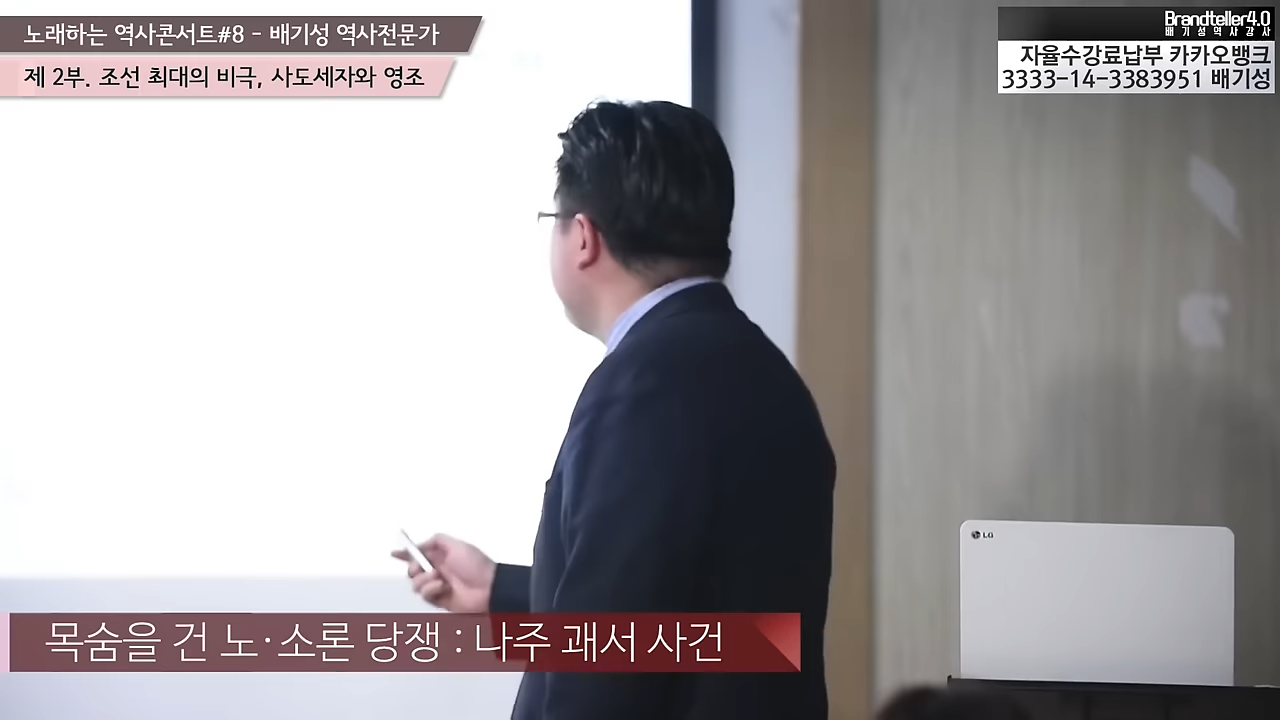 노래하는 역사콘서트#8 - 배기성 역사전문가
제 2부. 조선 최대의 비극, 사도세자와 영조
Brandteller4.0
배기성역사강사
자율수강료납부 카카오뱅크
3333-14-3383951 배기성
LG
목숨을 건 노·소론 당쟁 : 나주 괘서 사건